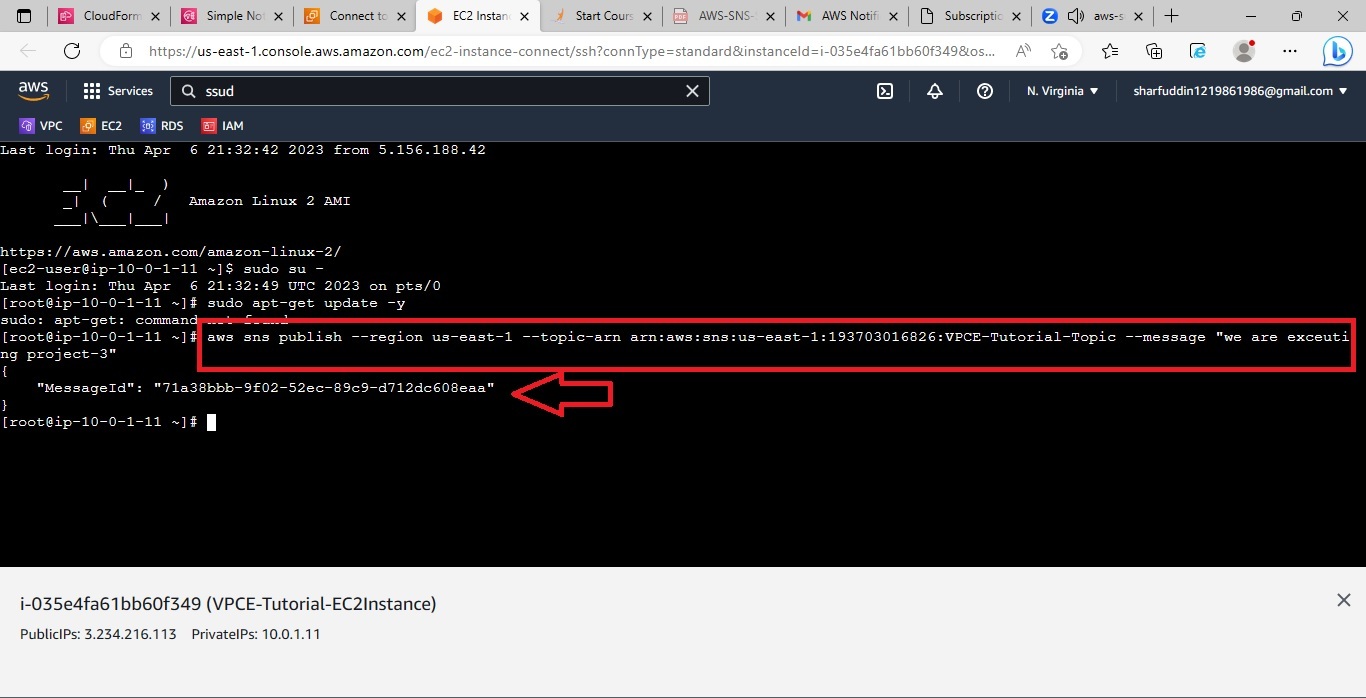 CloudForm
Simple No
Connect to
EC2 Instan
Start Cours
AWS-SNS-
AWS Notifi
Subscriptio
aws-s
https://us-east-1.console.aws.amazon.com/ec2-instance-connect/ssh?connType=standard&instanceId=i-035e4fa61bb60f349&os...
aws
Services
ssud
N. Virginia
sharfuddin1219861986@gmail.com
VPC
EC2
RDS
IAM
Last login: Thu Apr  6 21:32:42 2023 from 5.156.188.42
       __|  __|_  )
       _|  (     /   Amazon Linux 2 AMI
      ___|\___|___|
https://aws.amazon.com/amazon-linux-2/
[ec2-user@ip-10-0-1-11 ~]$ sudo su -
Last login: Thu Apr  6 21:32:49 UTC 2023 on pts/0
[root@ip-10-0-1-11 ~]# sudo apt-get update -y
sudo: apt-get: command not found
[root@ip-10-0-1-11 ~]# aws sns publish --region us-east-1 --topic-arn arn:aws:sns:us-east-1:193703016826:VPCE-Tutorial-Topic --message "we are exceuti
ng project-3"
{
    "MessageId": "71a38bbb-9f02-52ec-89c9-d712dc608eaa"
}
[root@ip-10-0-1-11 ~]#
i-035e4fa61bb60f349 (VPCE-Tutorial-EC2Instance)
PublicIPs: 3.234.216.113    PrivateIPs: 10.0.1.11